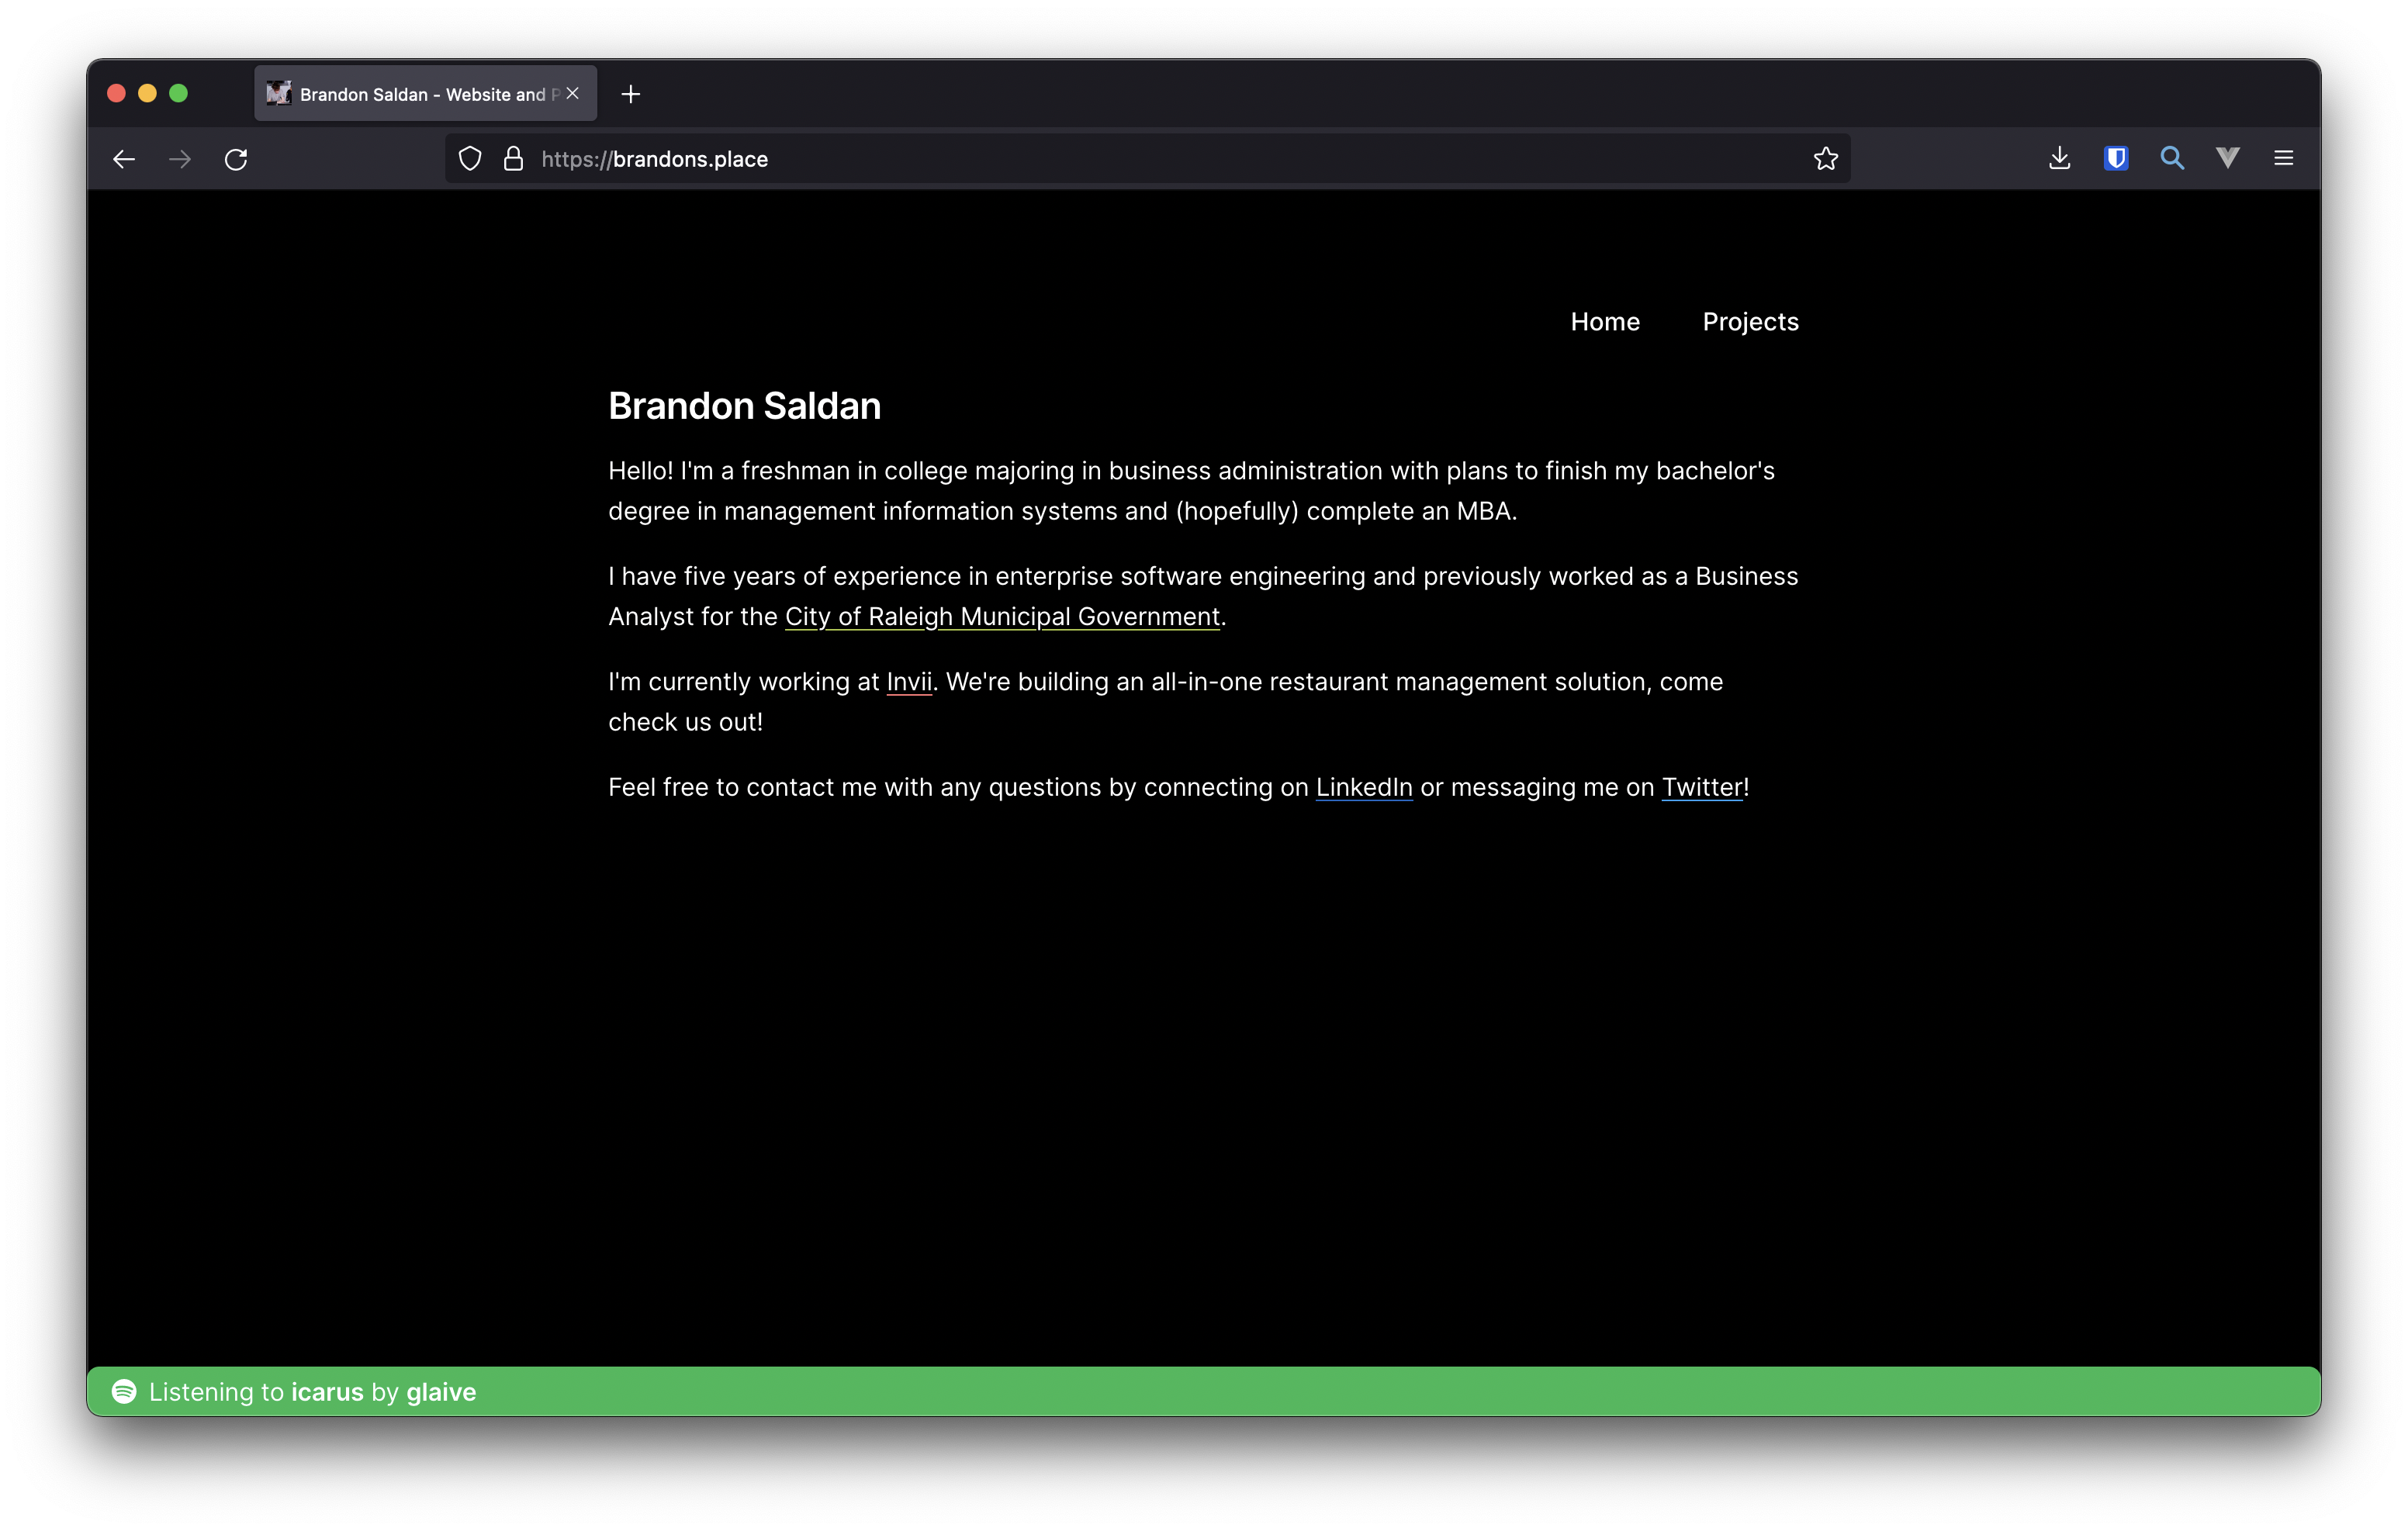 Brandon Saldan - Website and P
https://brandons.place
Home Projects
Brandon Saldan
Hello! I'm a freshman in college majoring in business administration with plans to finish my bachelor's
degree in management information systems and (hopefully) complete an MBA.
I have five years of experience in enterprise software engineering and previously worked as a Business
Analyst for the City of Raleigh Municipal Government.
I'm currently working at Invii. We're building an all-in-one restaurant management solution, come
check us out!
Feel free to contact me with any questions by connecting on LinkedIn or messaging me on Twitter!
Listening to icarus by glaive